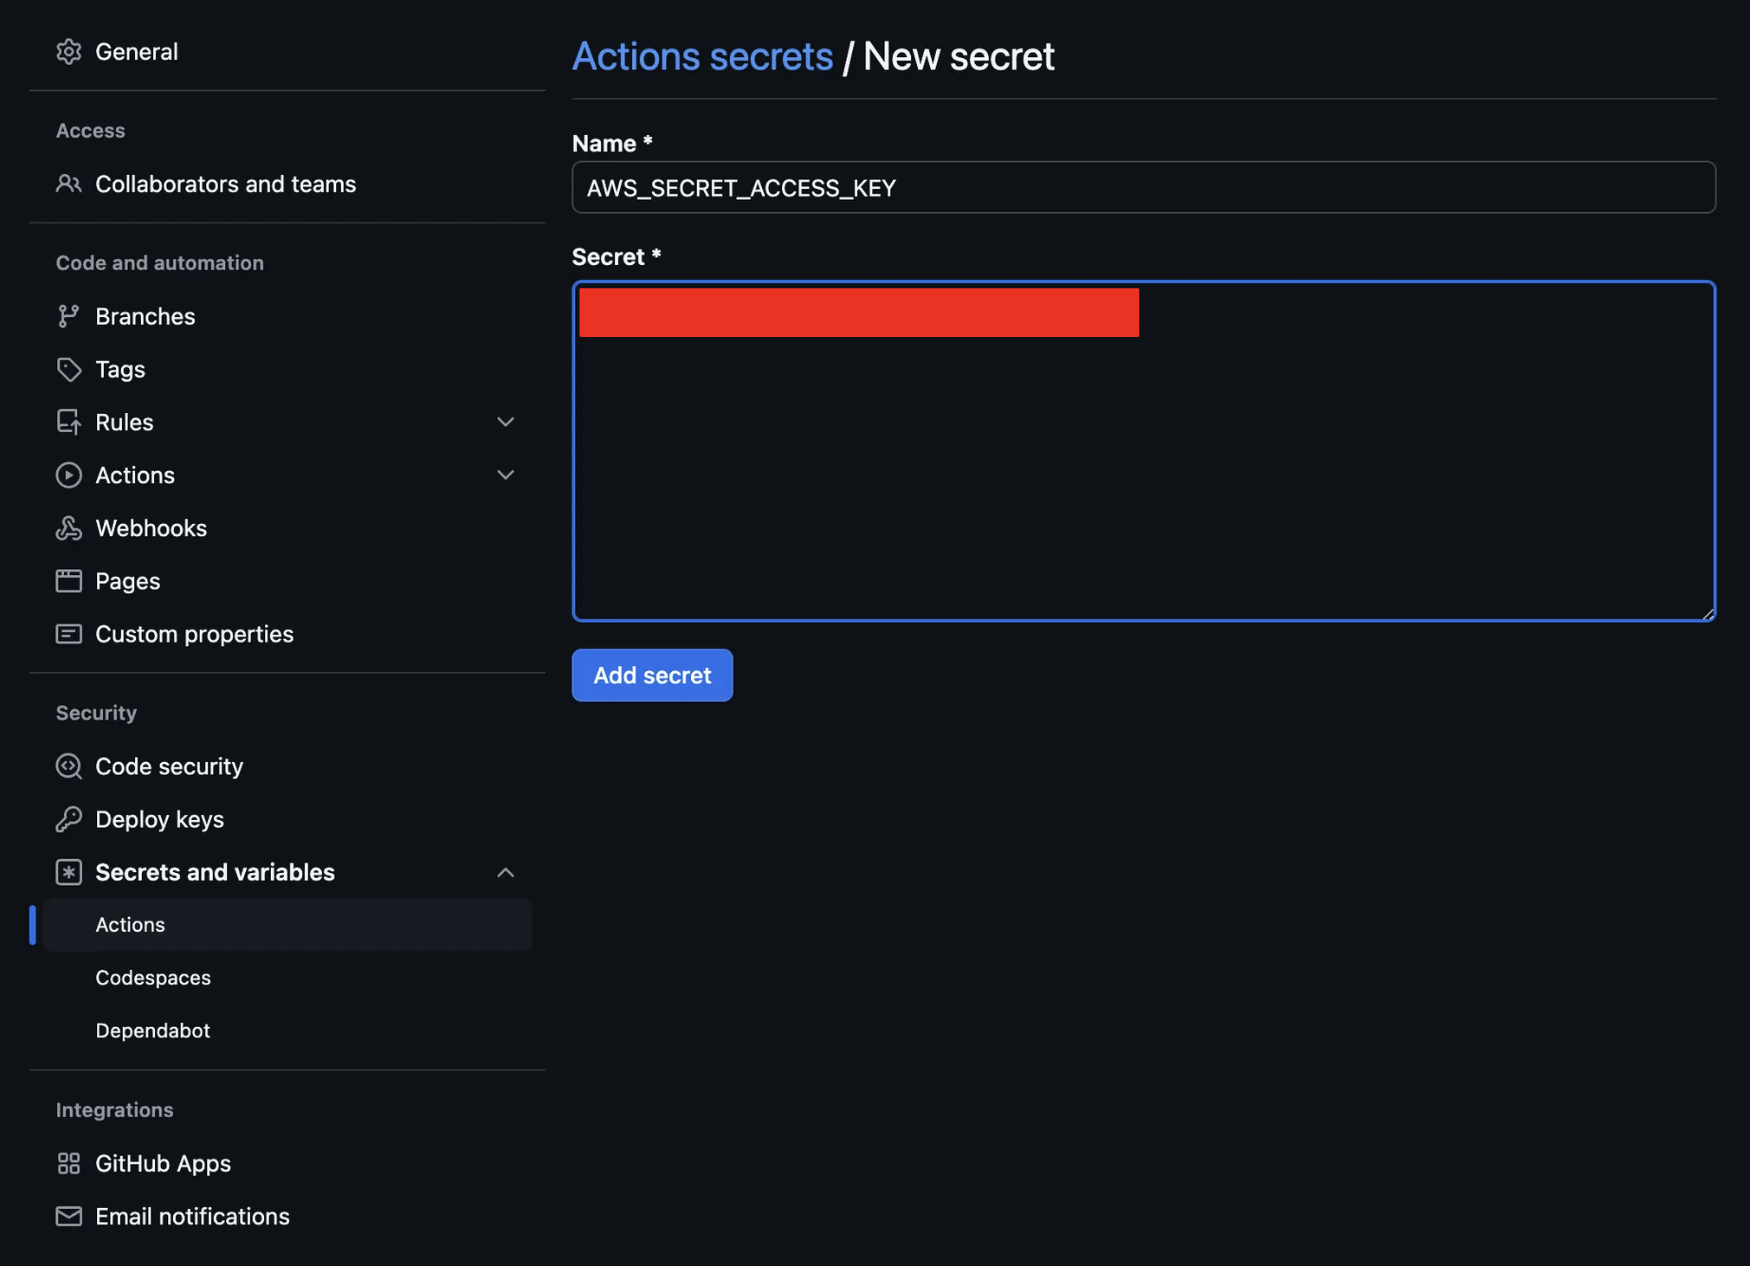 General
Access
Collaborators and teams
Code and automation
Branches
Tags
Rules
Actions
Webhooks
Pages
Custom properties
Security
Code security
Deploy keys
Secrets and variables
Actions
Codespaces
Dependabot
Integrations
GitHub Apps
Email notifications
Actions secrets / New secret
Name *
AWS_SECRET_ACCESS_KEY
Secret *
Add secret